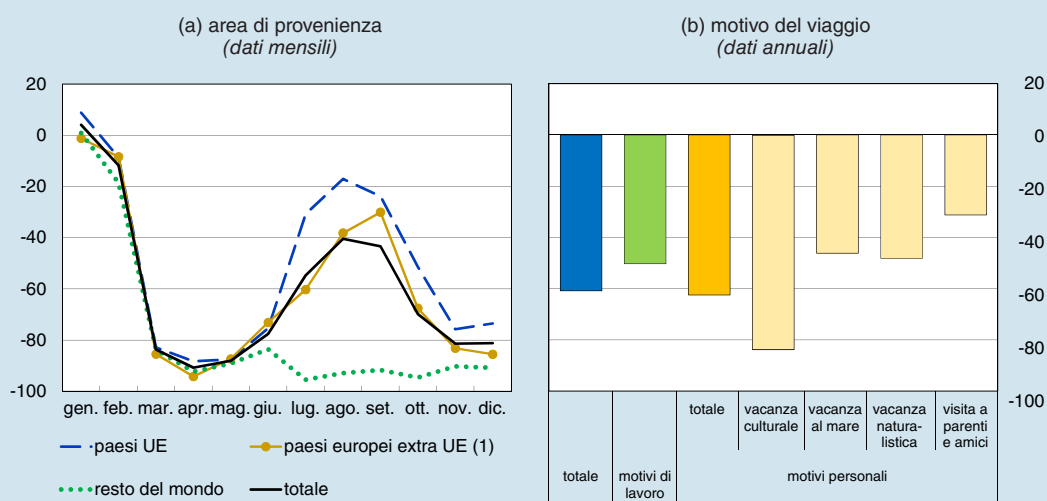 (a) area di provenienza
(dati mensili)
20
0
-20
-40
-60
-80
-100
gen. feb. mar. apr. mag. giu. lug. ago. set. ott. nov. dic.
paesi UE
paesi europei extra UE (1)
resto del mondo
totale
(b) motivo del viaggio
(dati annuali)
20
0
-20
-40
-60
-80
-100
totale
vacanza
culturale
vacanza
al mare
vacanza
natura-
listica
visita a
parenti
e amici
totale
motivi di
lavoro
motivi personali